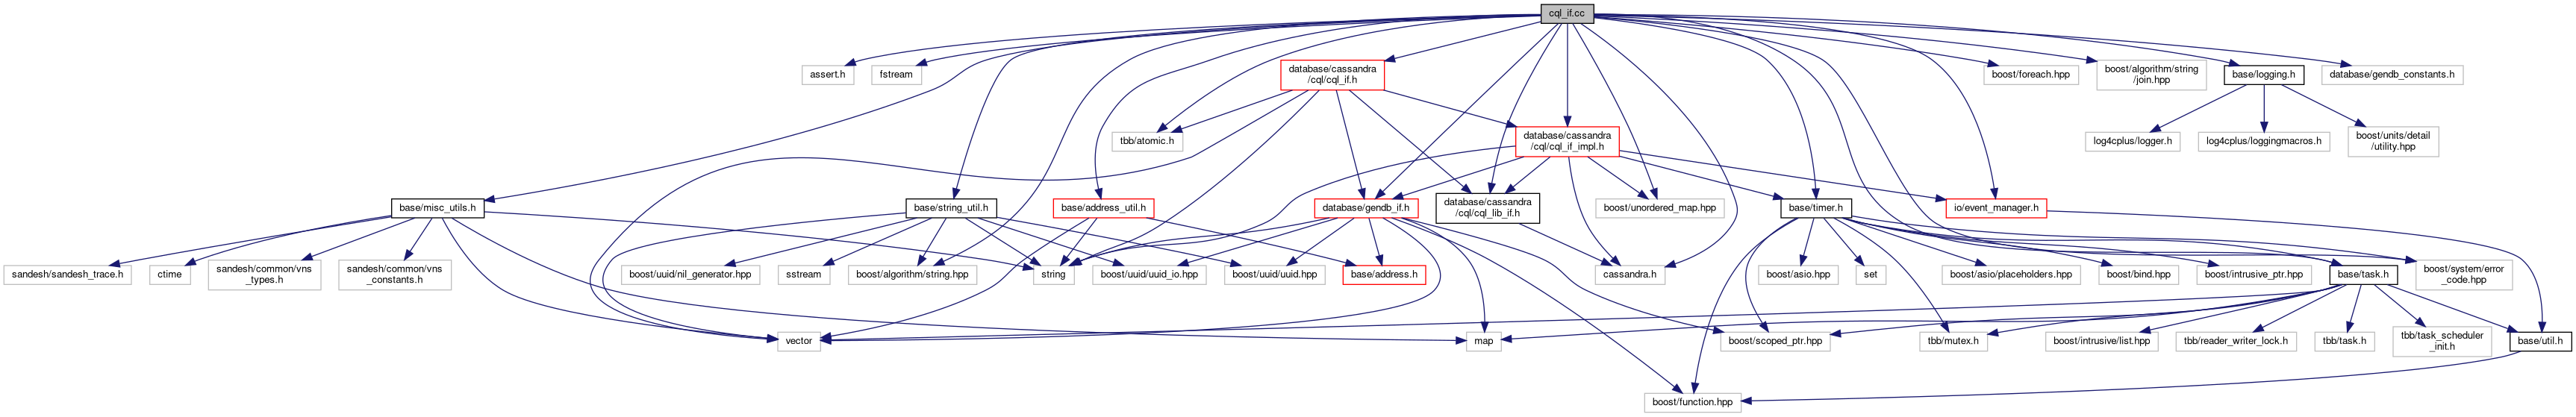 cql_if.cc
assert.h
fstream
database/cassandra
/cql/cql_if.h
boost/foreach.hpp
boost/algorithm/string
/join.hpp
base/logging.h
database/gendb_constants.h
tbb/atomic.h
database/cassandra
/cql/cql_if_impl.h
log4cplus/logger.h
log4cplus/loggingmacros.h
boost/units/detail
/utility.hpp
base/misc_utils.h
base/string_util.h
base/address_util.h
database/gendb_if.h
database/cassandra
/cql/cql_lib_if.h
boost/unordered_map.hpp
base/timer.h
io/event_manager.h
sandesh/sandesh_trace.h
ctime
sandesh/common/vns
_types.h
sandesh/common/vns
_constants.h
boost/uuid/nil_generator.hpp
sstream
boost/algorithm/string.hpp
string
boost/uuid/uuid_io.hpp
boost/uuid/uuid.hpp
base/address.h
cassandra.h
boost/asio.hpp
set
boost/asio/placeholders.hpp
boost/bind.hpp
boost/intrusive_ptr.hpp
base/task.h
boost/system/error
_code.hpp
vector
map
boost/scoped_ptr.hpp
tbb/mutex.h
boost/intrusive/list.hpp
tbb/reader_writer_lock.h
tbb/task.h
tbb/task_scheduler
_init.h
base/util.h
boost/function.hpp